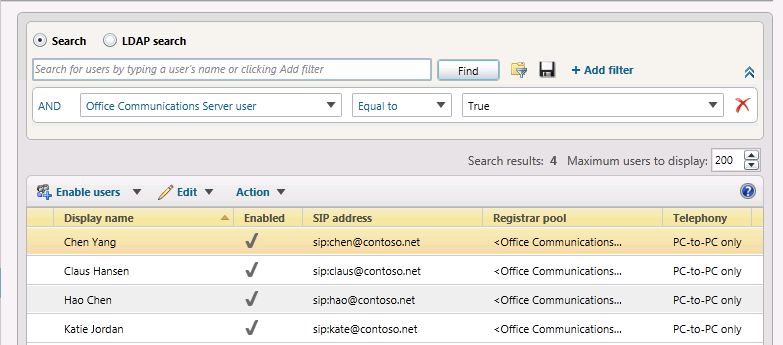 Search LDAP search
Search for users by typing a user's name or clicking Add filter Find + Add filter
AND Office Communications Server user Equal to True
Search results: 4 Maximum users to display: 200
Enable users Edit Action ?
Display name Enabled SIP address Registrar pool Telephony
Chen Yang ✓ sip:chen@contoso.net <Office Communications... PC-to-PC only
Claus Hansen ✓ sip:claus@contoso.net <Office Communications... PC-to-PC only
Hao Chen ✓ sip:hao@contoso.net <Office Communications... PC-to-PC only
Katie Jordan ✓ sip:kate@contoso.net <Office Communications... PC-to-PC only